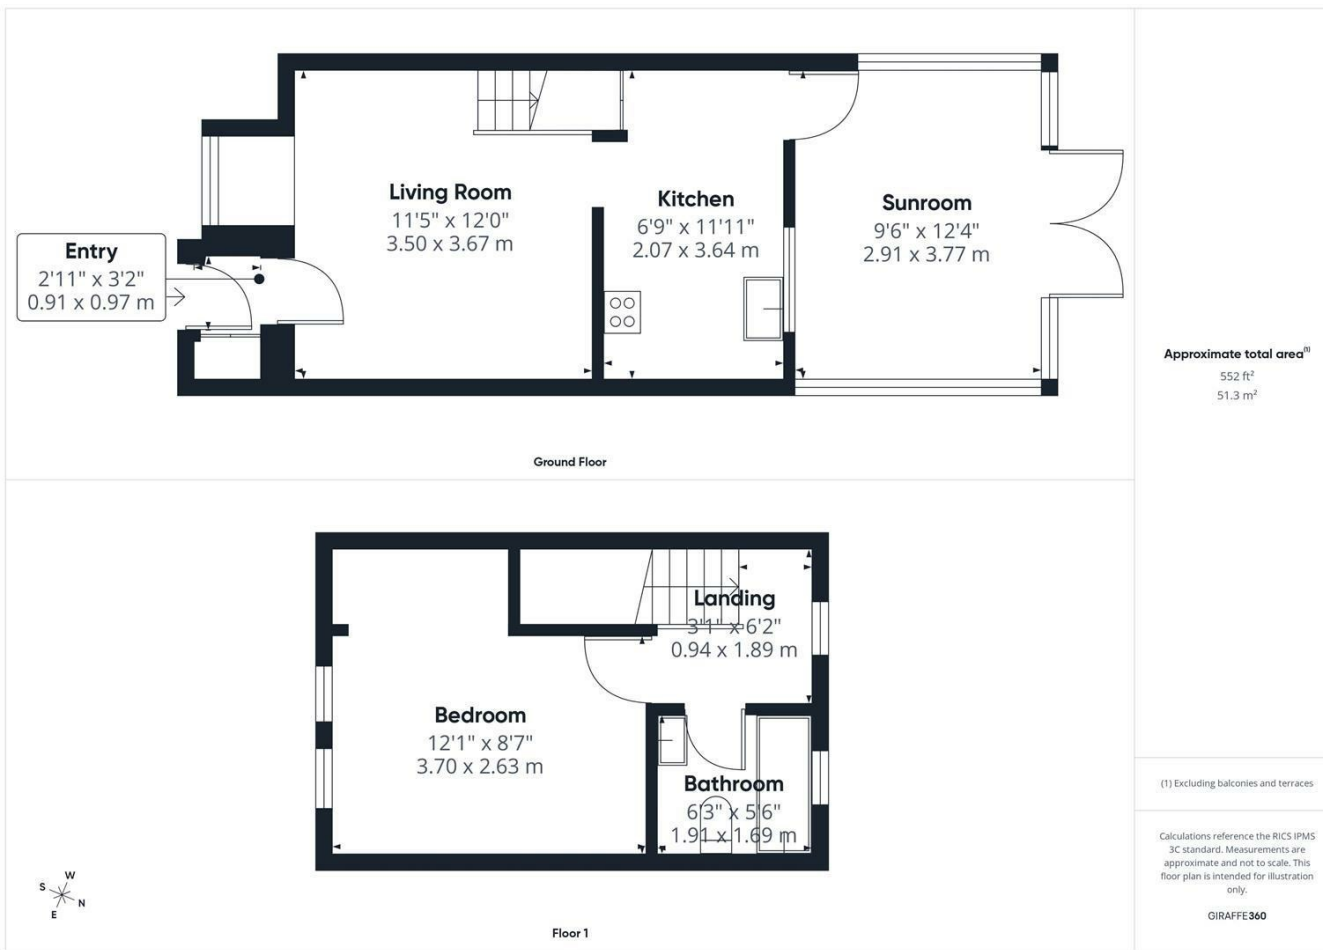 Entry
2'11" x 3'2"
0.91 x 0.97 m
Living Room
11'5" x 12'0"
3.50 x 3.67 m
Kitchen
6'9" x 11'11"
2.07 x 3.64 m
Sunroom
9'6" x 12'4"
2.91 x 3.77 m
Ground Floor
Approximate total area⁽¹⁾
552 ft²
51.3 m²
Landing
3'1" x 6'2"
0.94 x 1.89 m
Bedroom
12'1" x 8'7"
3.70 x 2.63 m
Bathroom
6'3" x 5'6"
1.91 x 1.69 m
W
S
N
E
Floor 1
(1) Excluding balconies and terraces
Calculations reference the RICS IPMS
3C standard. Measurements are
approximate and not to scale. This
floor plan is intended for illustration
only.
GIRAFFE360